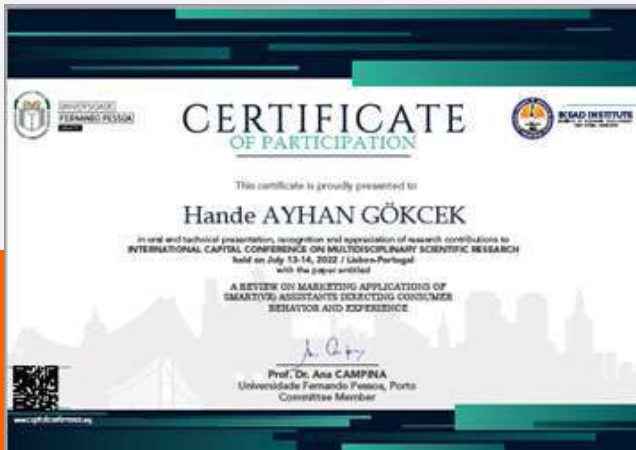 UNIVERSIDADE
FERNANDO PESSOA
IKSAD INSTITUTE
CERTIFICATE
OF PARTICIPATION
This certificate is proudly presented to
Hande AYHAN GÖKCEK
in oral and technical presentation, recognition and appreciation of research contributions to
INTERNATIONAL CAPITAL CONFERENCE ON MULTIDISCIPLINARY SCIENTIFIC RESEARCH
held on July 13-14, 2022 / Lisbon-Portugal
with the paper entitled
A REVIEW ON MARKETING APPLICATIONS OF
SMART(VR) ASSISTANTS DIRECTING CONSUMER
BEHAVIOR AND EXPERIENCE
Prof. Dr. Ana CAMPINA
Universidade Fernando Pessoa, Porto
Committee Member